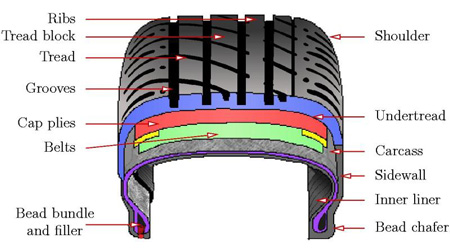 Ribs
Tread block
Tread
Grooves
Cap plies
Belts
Bead bundle
and filler
Shoulder
Undertread
Carcass
Sidewall
Inner liner
Bead chafer